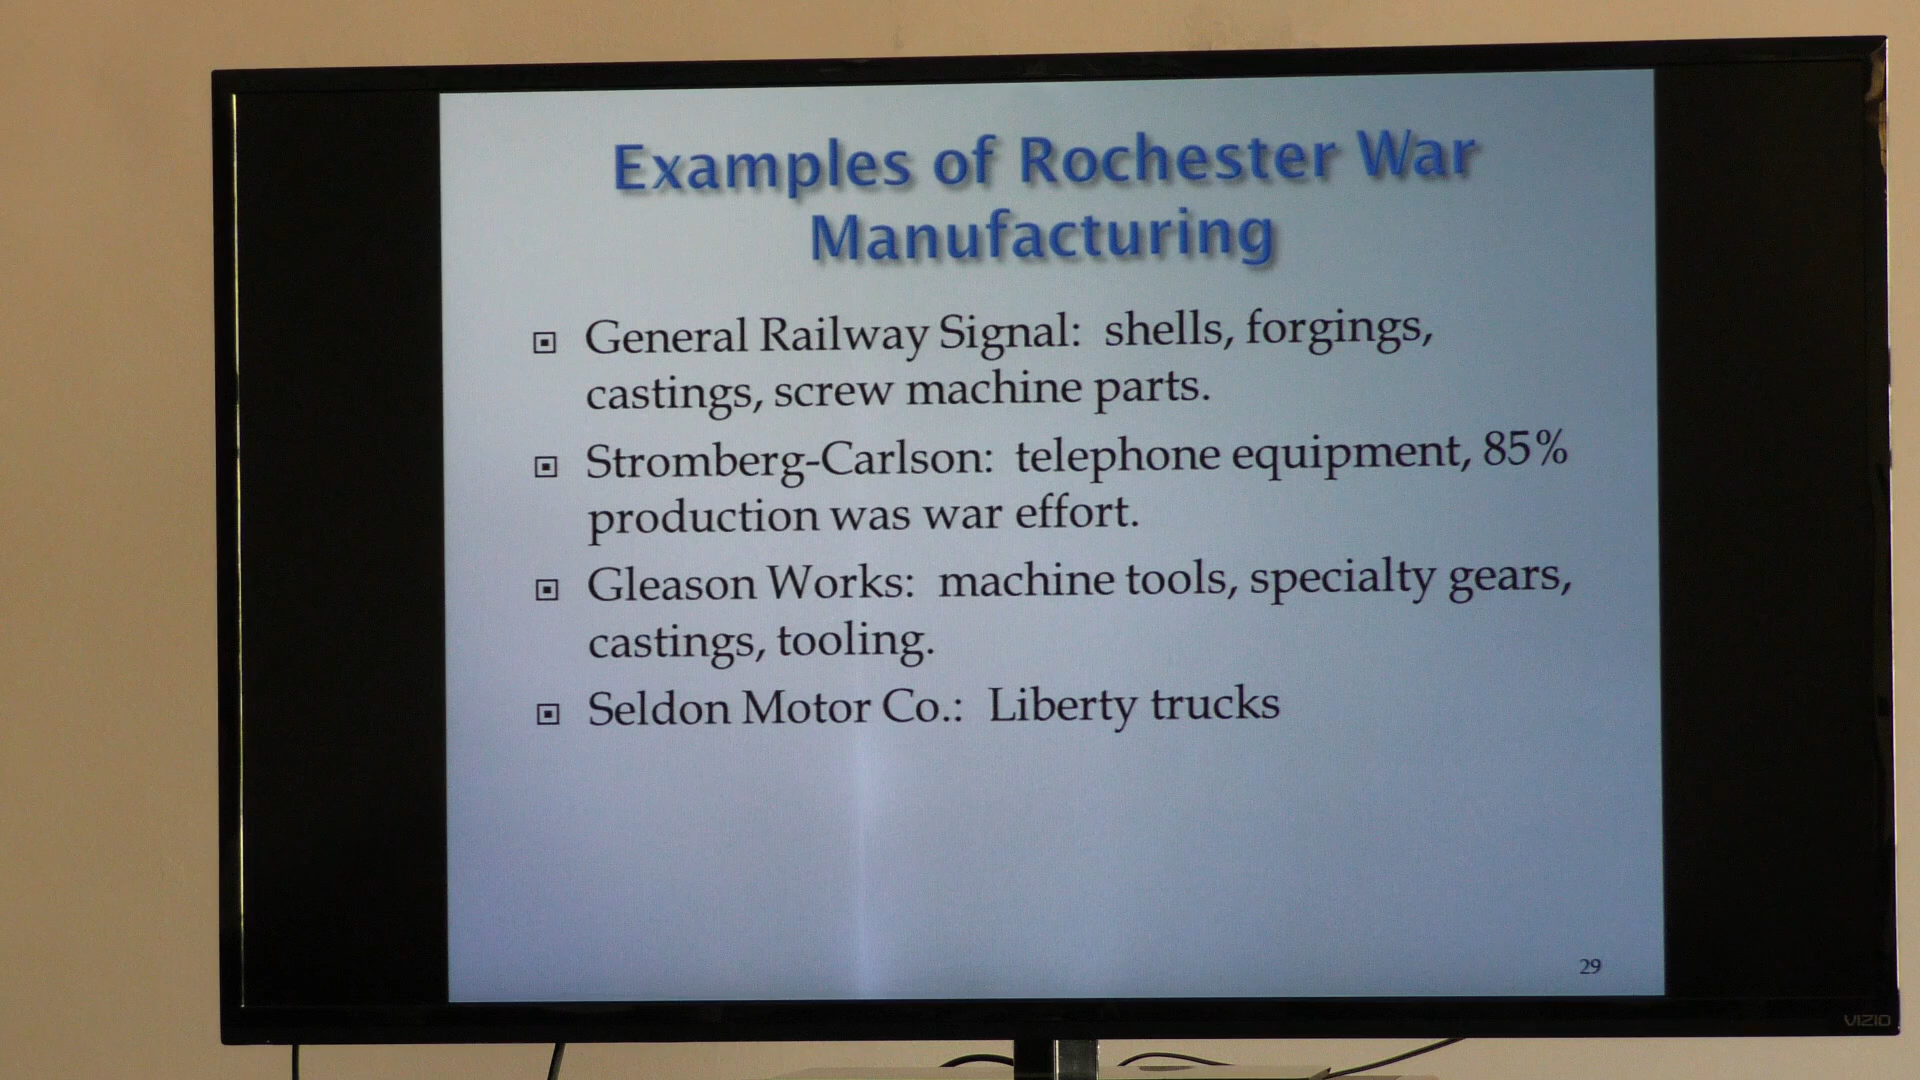 Examples of Rochester War
Manufacturing
General Railway Signal: shells, forgings,
castings, screw machine parts.
Stromberg-Carlson: telephone equipment, 85%
production was war effort.
Gleason Works: machine tools, specialty gears,
castings, tooling.
Seldon Motor Co.: Liberty trucks
29
VIZIO